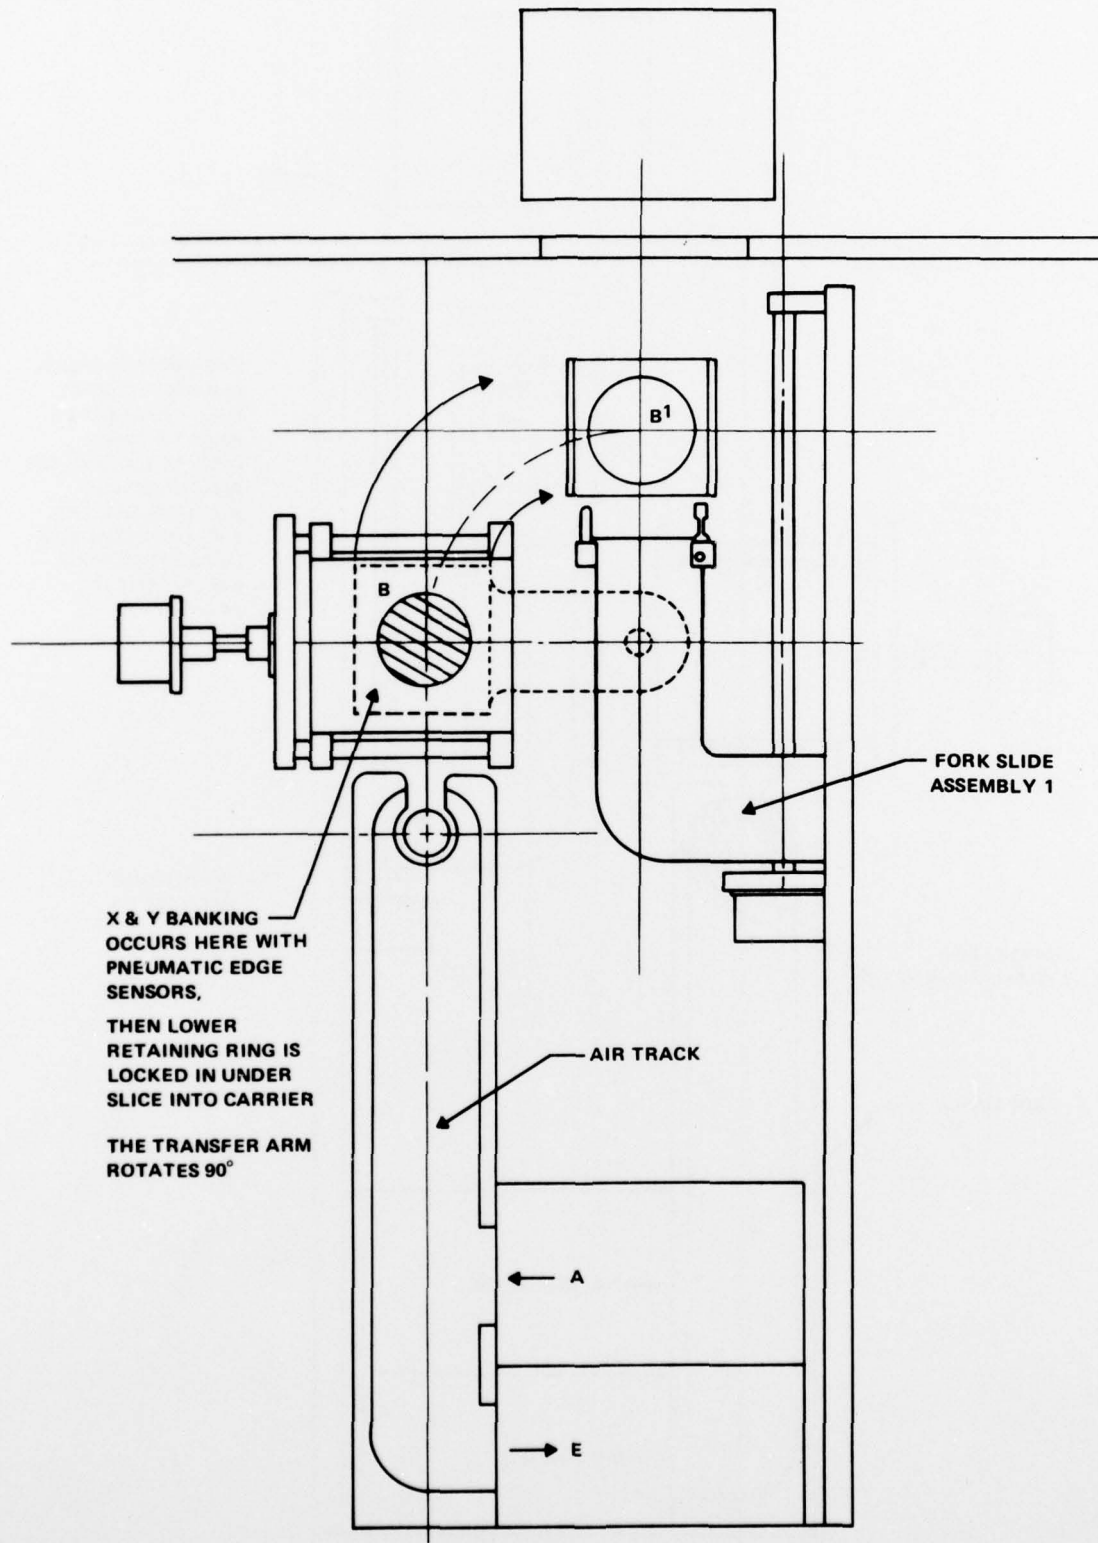 B¹
B
FORK SLIDE
ASSEMBLY 1
X & Y BANKING
OCCURS HERE WITH
PNEUMATIC EDGE
SENSORS,
THEN LOWER
RETAINING RING IS
LOCKED IN UNDER
SLICE INTO CARRIER
THE TRANSFER ARM
ROTATES 90°
AIR TRACK
A
E